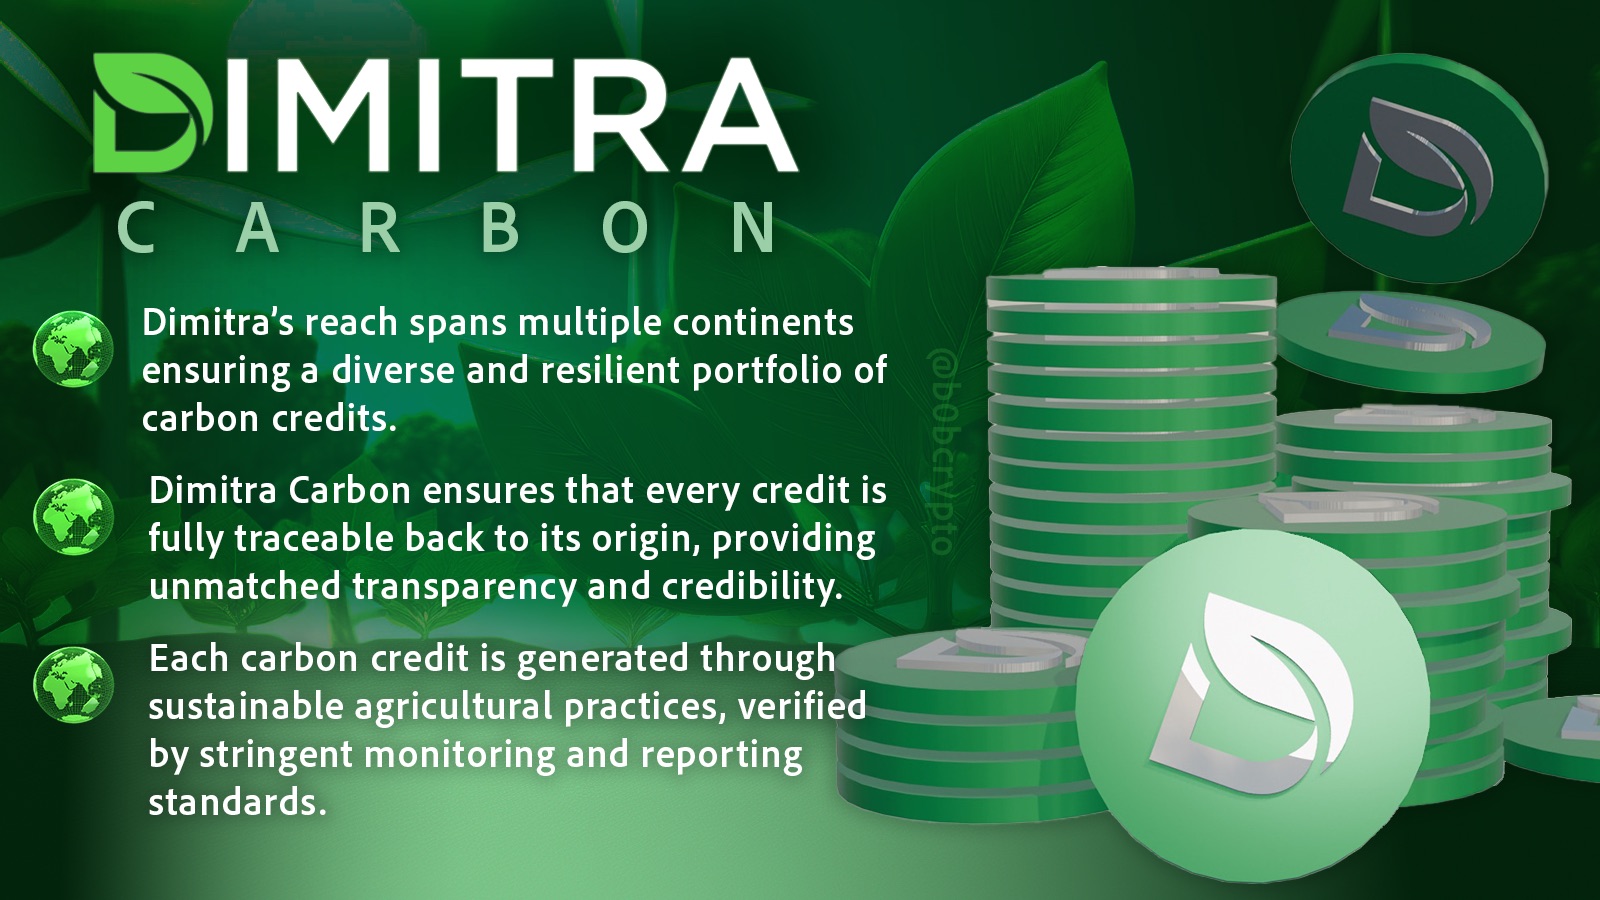 DIMITRA
CARBON
Dimitra’s reach spans multiple continents
ensuring a diverse and resilient portfolio of
carbon credits.
Dimitra Carbon ensures that every credit is
fully traceable back to its origin, providing
unmatched transparency and credibility.
Each carbon credit is generated through
sustainable agricultural practices, verified
by stringent monitoring and reporting
standards.
@b0bcrypto